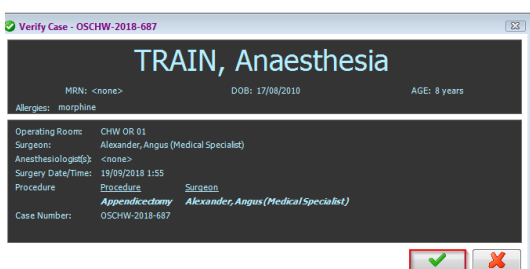 Verify Case - OSCHW-2018-687
TRAIN, Anaesthesia
MRN: <none> DOB: 17/08/2010 AGE: 8 years
Allergies: morphine
Operating Room: CHW OR 01
Surgeon: Alexander, Angus (Medical Specialist)
Anesthesiologist(s): <none>
Surgery Date/Time: 19/09/2018 1:55
Procedure Procedure Surgeon
Appendicectomy Alexander, Angus (Medical Specialist)
Case Number: OSCHW-2018-687